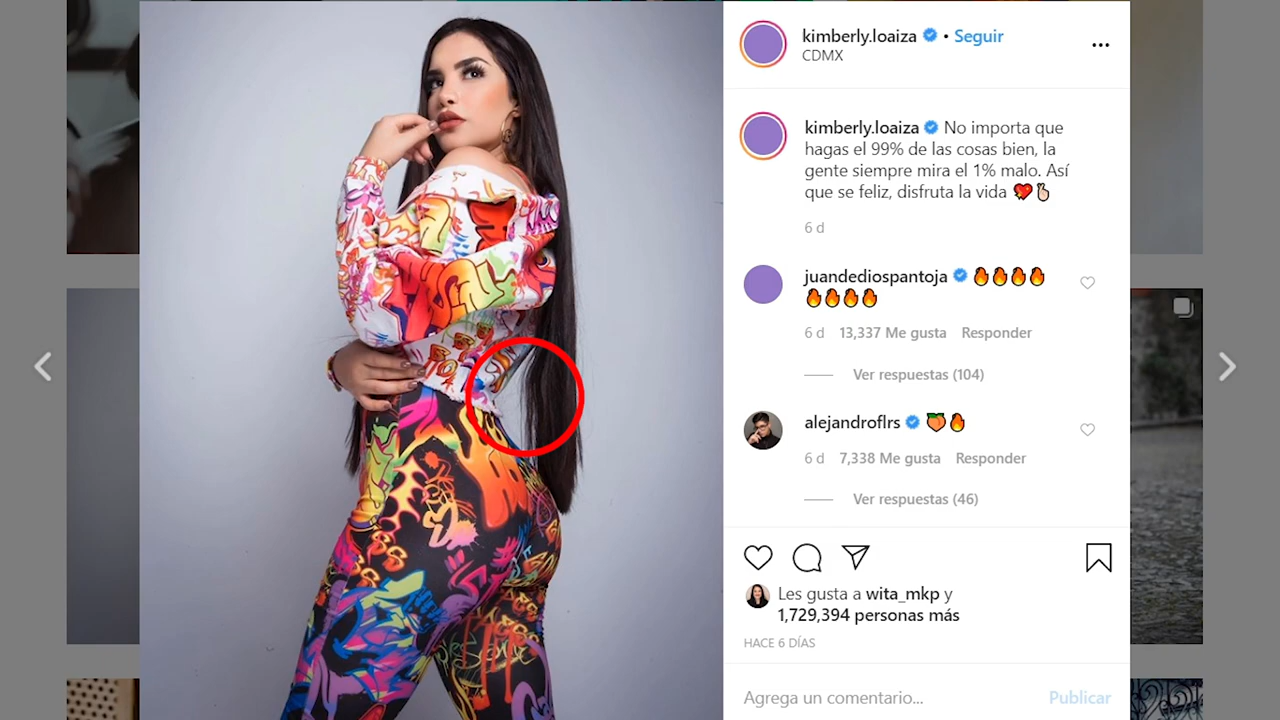 kimberly.loaiza • Seguir
CDMX
kimberly.loaiza No importa que
hagas el 99% de las cosas bien, la
gente siempre mira el 1% malo. Así
que se feliz, disfruta la vida 💘🤞🏻
6 d
juandediospantoja 🔥🔥🔥🔥
🔥🔥🔥🔥
6 d 13,337 Me gusta Responder
Ver respuestas (104)
alejandroflrs 🍑🔥
6 d 7,338 Me gusta Responder
Ver respuestas (46)
Les gusta a wita_mkp y
1,729,394 personas más
HACE 6 DÍAS
Agrega un comentario... Publicar